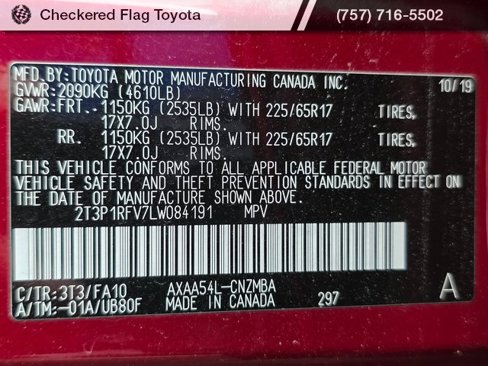 Checkered Flag Toyota
(757) 716-5502
MFD.BY:TOYOTA MOTOR MANUFACTURING CANADA INC.
GVWR:2090KG (4610LB) 10/19
GAWR:FRT. 1150KG (2535LB) WITH 225/65R17 TIRES,
17X7.0J RIMS.
RR. 1150KG (2535LB) WITH 225/65R17 TIRES,
17X7.0J RIMS.
THIS VEHICLE CONFORMS TO ALL APPLICABLE FEDERAL MOTOR
VEHICLE SAFETY AND THEFT PREVENTION STANDARDS IN EFFECT ON
THE DATE OF MANUFACTURE SHOWN ABOVE.
2T3P1RFV7LW084191 MPV
C/TR:3T3/FA10 AXAA54L-CNZMBA
A/TM:-01A/UB80F MADE IN CANADA 297
A